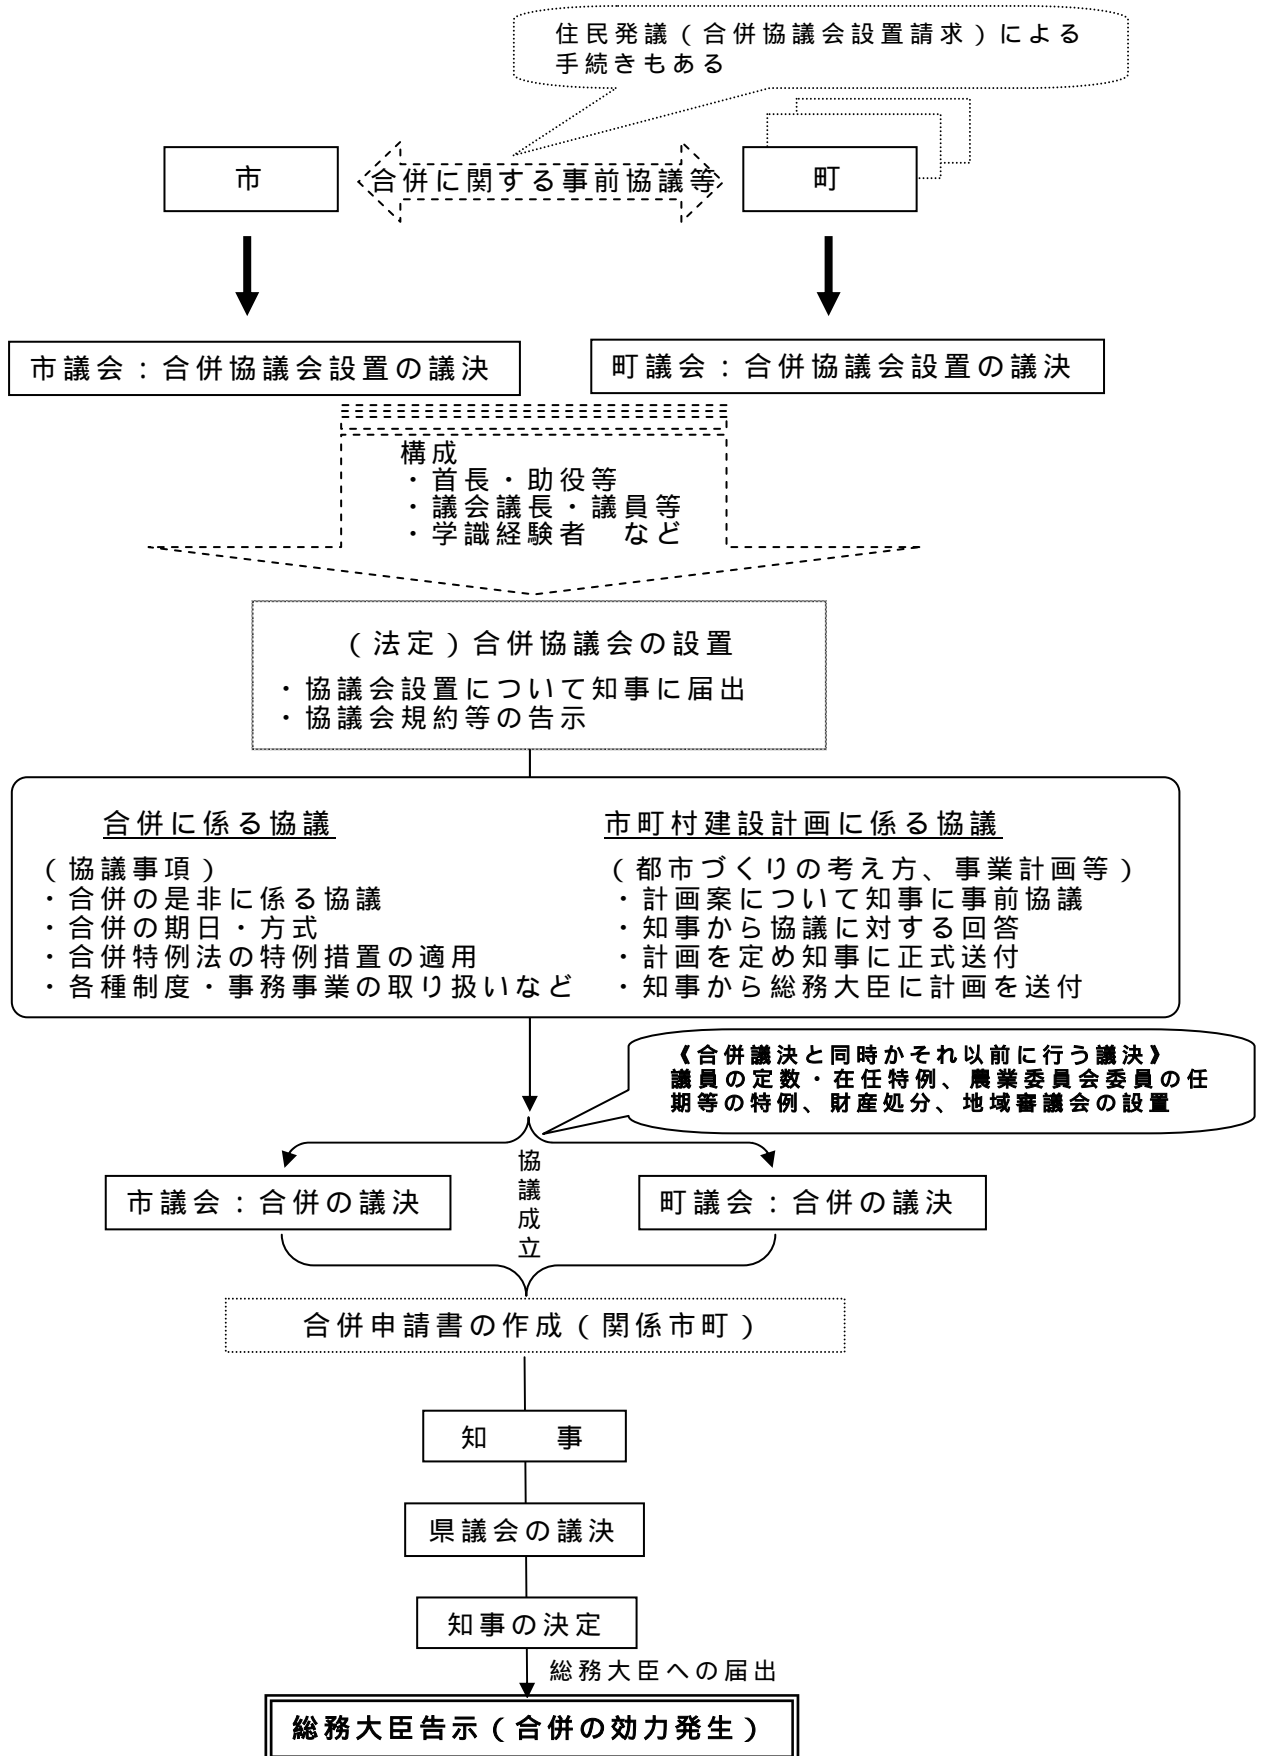 住民発議（合併協議会設置請求）による
手続きもある
市
合併に関する事前協議等
町
市議会：合併協議会設置の議決
町議会：合併協議会設置の議決
構成
・首長・助役等
・議会議長・議員等
・学識経験者　など
（法定）合併協議会の設置
・協議会設置について知事に届出
・協議会規約等の告示
合併に係る協議
（協議事項）
・合併の是非に係る協議
・合併の期日・方式
・合併特例法の特例措置の適用
・各種制度・事務事業の取り扱いなど
市町村建設計画に係る協議
（都市づくりの考え方、事業計画等）
・計画案について知事に事前協議
・知事から協議に対する回答
・計画を定め知事に正式送付
・知事から総務大臣に計画を送付
《合併議決と同時かそれ以前に行う議決》
議員の定数・在任特例、農業委員会委員の任
期等の特例、財産処分、地域審議会の設置
協議成立
市議会：合併の議決
町議会：合併の議決
合併申請書の作成（関係市町）
知　　事
県議会の議決
知事の決定
総務大臣への届出
総務大臣告示（合併の効力発生）